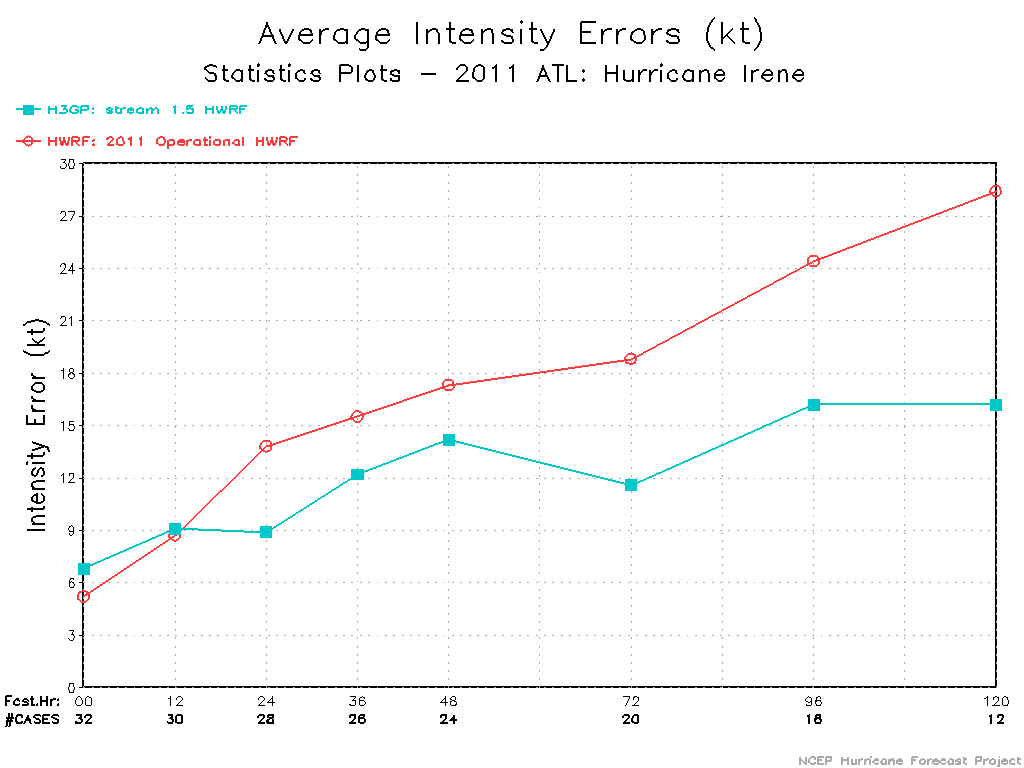 Average Intensity Errors (kt)
Statistics Plots - 2011 ATL: Hurricane Irene
H3GP: stream 1.5 HWRF
HWRF: 2011 Operational HWRF
Intensity Error (kt)
30
27
24
21
18
15
12
9
6
3
0
Fcst.Hr: 00 12 24 36 48 72 96 120
#CASES 32 30 28 26 24 20 16 12
NCEP Hurricane Forecast Project